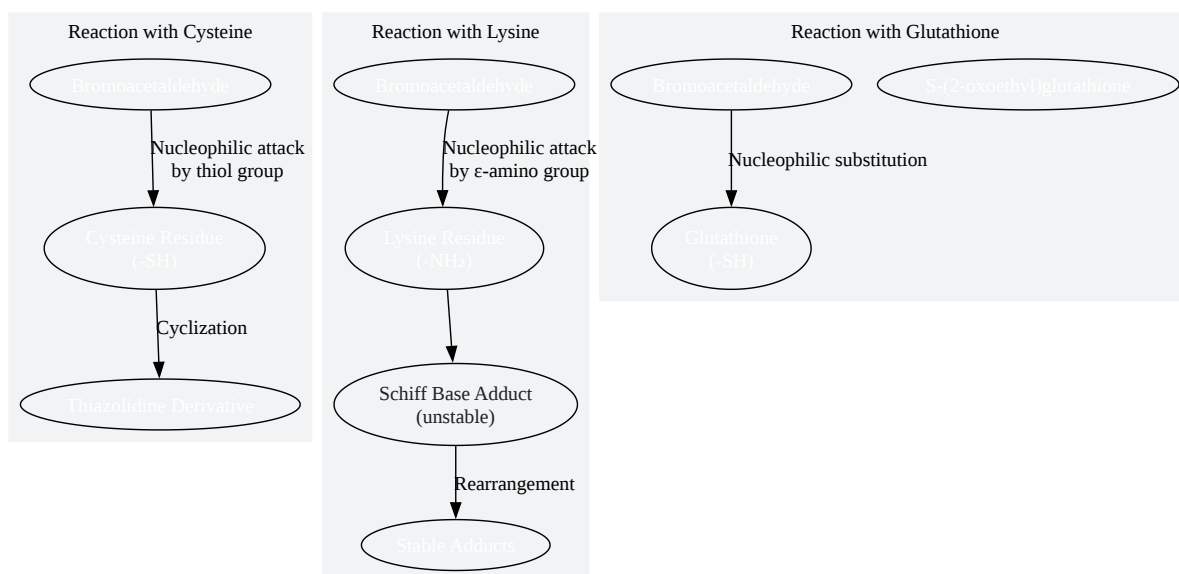 Reaction with Cysteine
Bromoacetaldehyde
Nucleophilic attack
by thiol group
Cysteine Residue
(-SH)
Cyclization
Thiazolidine Derivative
Reaction with Lysine
Bromoacetaldehyde
Nucleophilic attack
by ε-amino group
Lysine Residue
(-NH₂)
Schiff Base Adduct
(unstable)
Rearrangement
Stable Adducts
Reaction with Glutathione
Bromoacetaldehyde
S-(2-oxoethyl)glutathione
Nucleophilic substitution
Glutathione
(-SH)